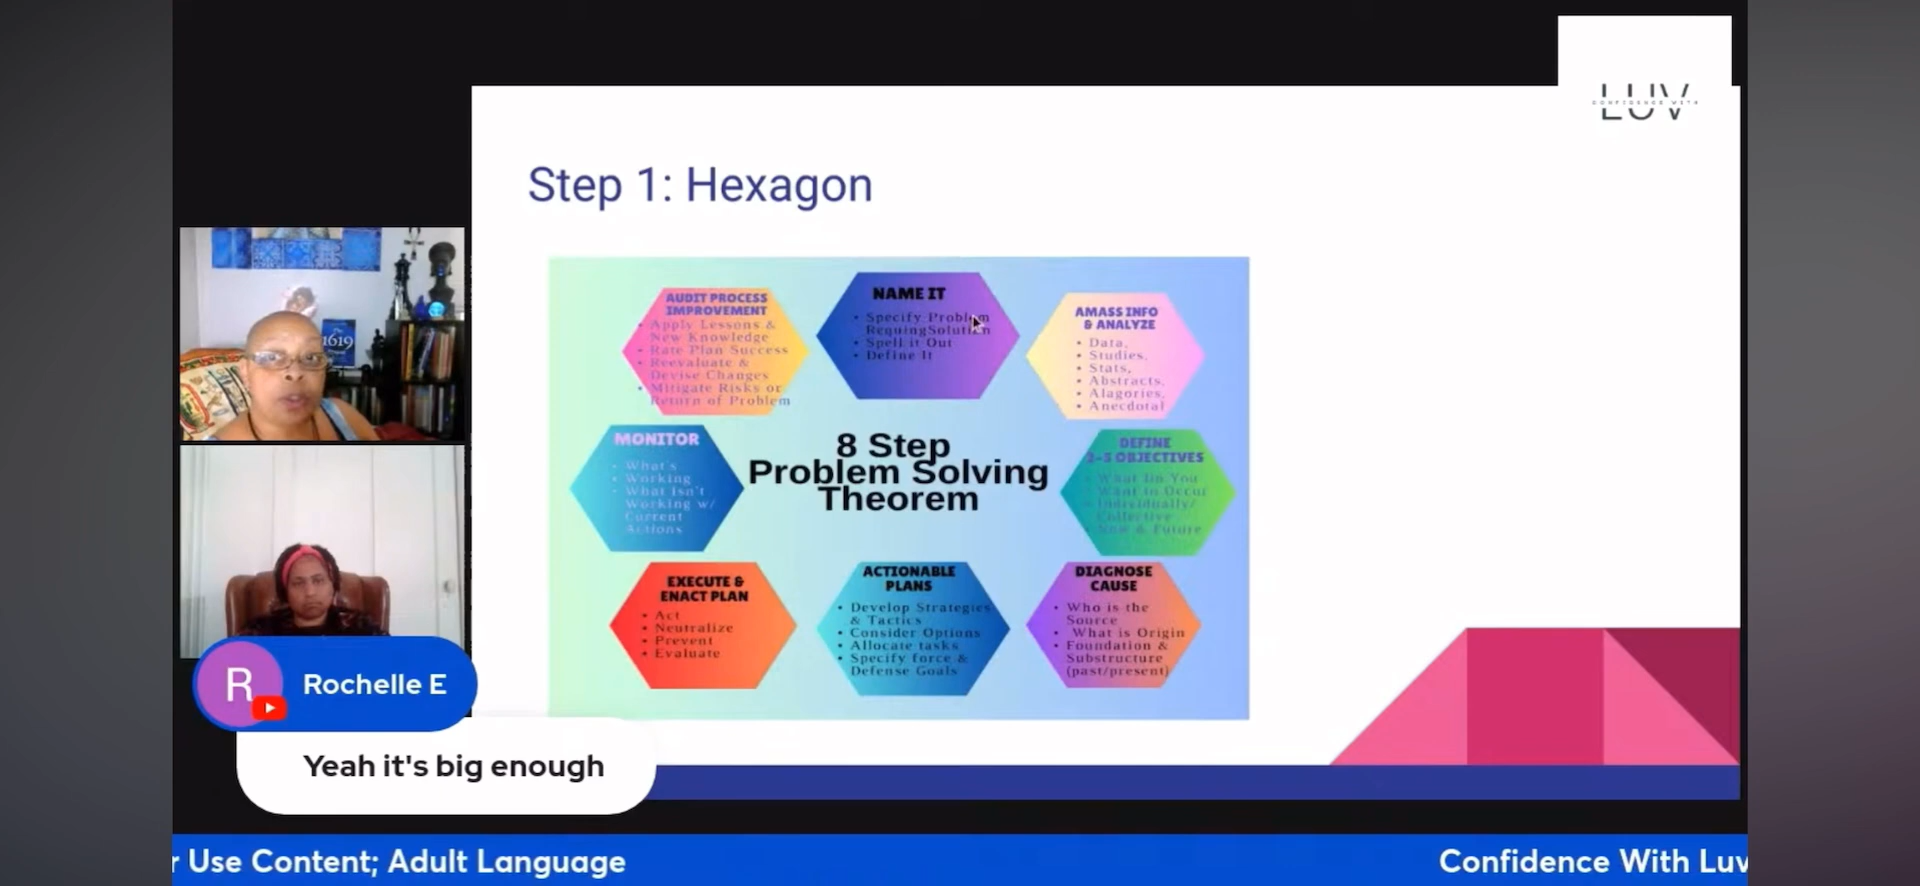 LUV
CONFIDENCE WITH
Step 1: Hexagon
AUDIT PROCESS
IMPROVEMENT
• Apply Lessons &
New Knowledge
• Rate Plan Success
• Reevaluate &
Devise Changes
• Mitigate Risks or
Return of Problem
NAME IT
• Specify Problem
RequingSolution
• Spell it Out
• Define It
AMASS INFO
& ANALYZE
• Data,
• Studies,
• Stats,
• Abstracts,
• Alagories,
• Anecdotal
MONITOR
• What's
Working
• What Isn't
Working w/
Current
Actions
8 Step
Problem Solving
Theorem
DEFINE
2-3 OBJECTIVES
• What Do You
Want to Occur
• Individually/
Collective
• Now & Future
EXECUTE &
ENACT PLAN
• Act
• Neutralize
• Prevent
• Evaluate
ACTIONABLE
PLANS
• Develop Strategies
& Tactics
• Consider Options
• Allocate tasks
• Specify force &
Defense Goals
DIAGNOSE
CAUSE
• Who is the
Source
• What is Origin
• Foundation &
Substructure
(past/present)
1619
R
Rochelle E
Yeah it's big enough
r Use Content; Adult Language
Confidence With Luv